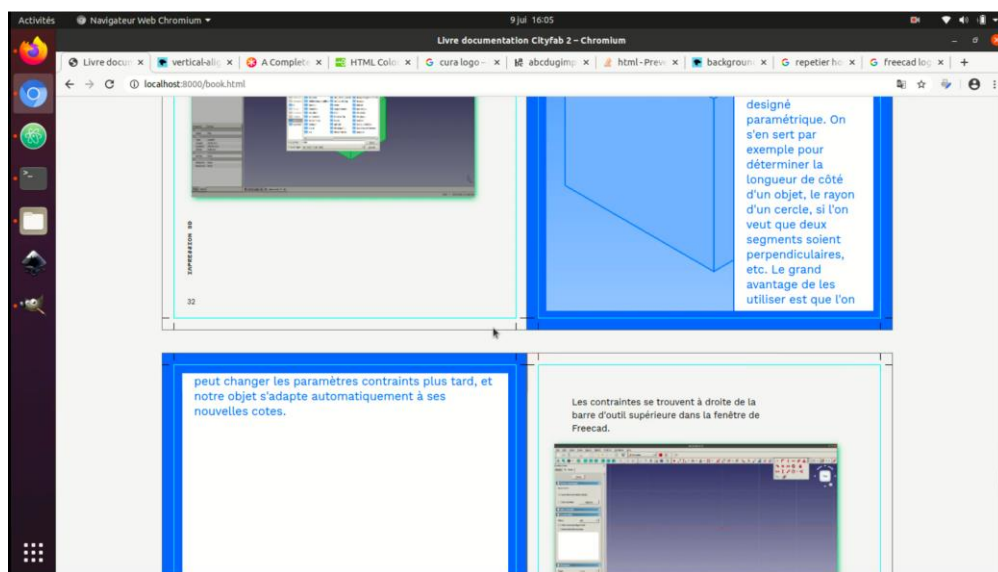 Activités
Navigateur Web Chromium
9 jui 16:05
Livre documentation Cityfab 2 – Chromium
Livre docum
vertical-alig
A Complete
HTML Color
cura logo -
abcdugimp
html - Preve
background
repetier ho
freecad log
localhost:8000/book.html
designé
paramétrique. On
s'en sert par
exemple pour
déterminer la
longueur de côté
d'un objet, le rayon
d'un cercle, si l'on
veut que deux
segments soient
perpendiculaires,
etc. Le grand
avantage de les
utiliser est que l'on
IMPRESSION 3D
32
peut changer les paramètres contraints plus tard, et
notre objet s'adapte automatiquement à ses
nouvelles cotes.
Les contraintes se trouvent à droite de la
barre d'outil supérieure dans la fenêtre de
Freecad.